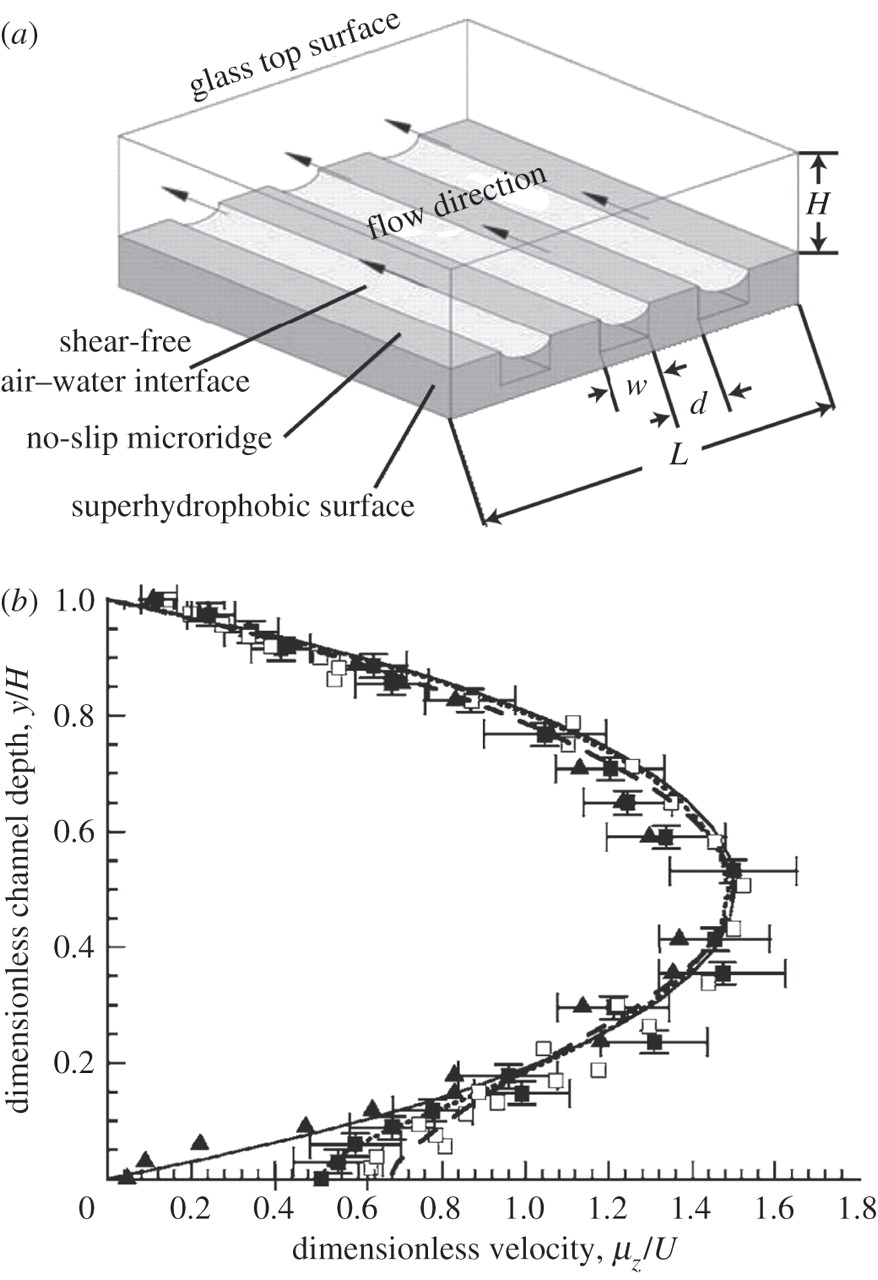 (a)
glass top surface
flow direction
H
shear-free
air–water interface
no-slip microridge
superhydrophobic surface
w
d
L
(b)
1.0
0.8
0.6
0.4
0.2
dimensionless channel depth, y/H
0 0.2 0.4 0.6 0.8 1.0 1.2 1.4 1.6 1.8
dimensionless velocity, μz/U